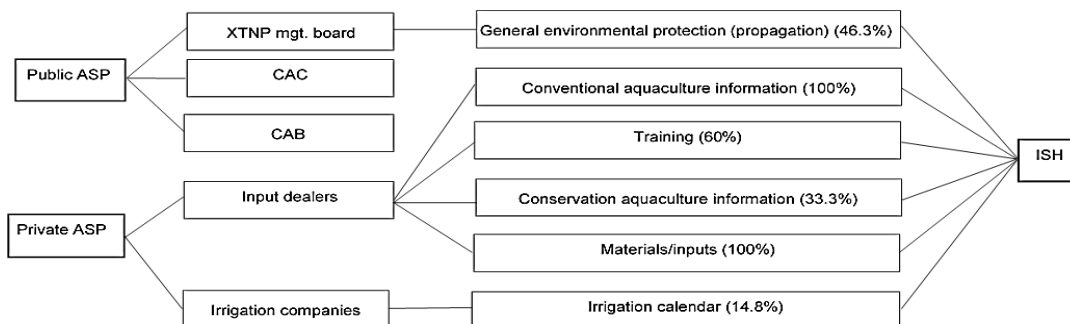 XTNP mgt. board
General environmental protection (propagation) (46.3%)
Public ASP
CAC
Conventional aquaculture information (100%)
CAB
Training (60%)
ISH
Input dealers
Conservation aquaculture information (33.3%)
Private ASP
Materials/inputs (100%)
Irrigation companies
Irrigation calendar (14.8%)